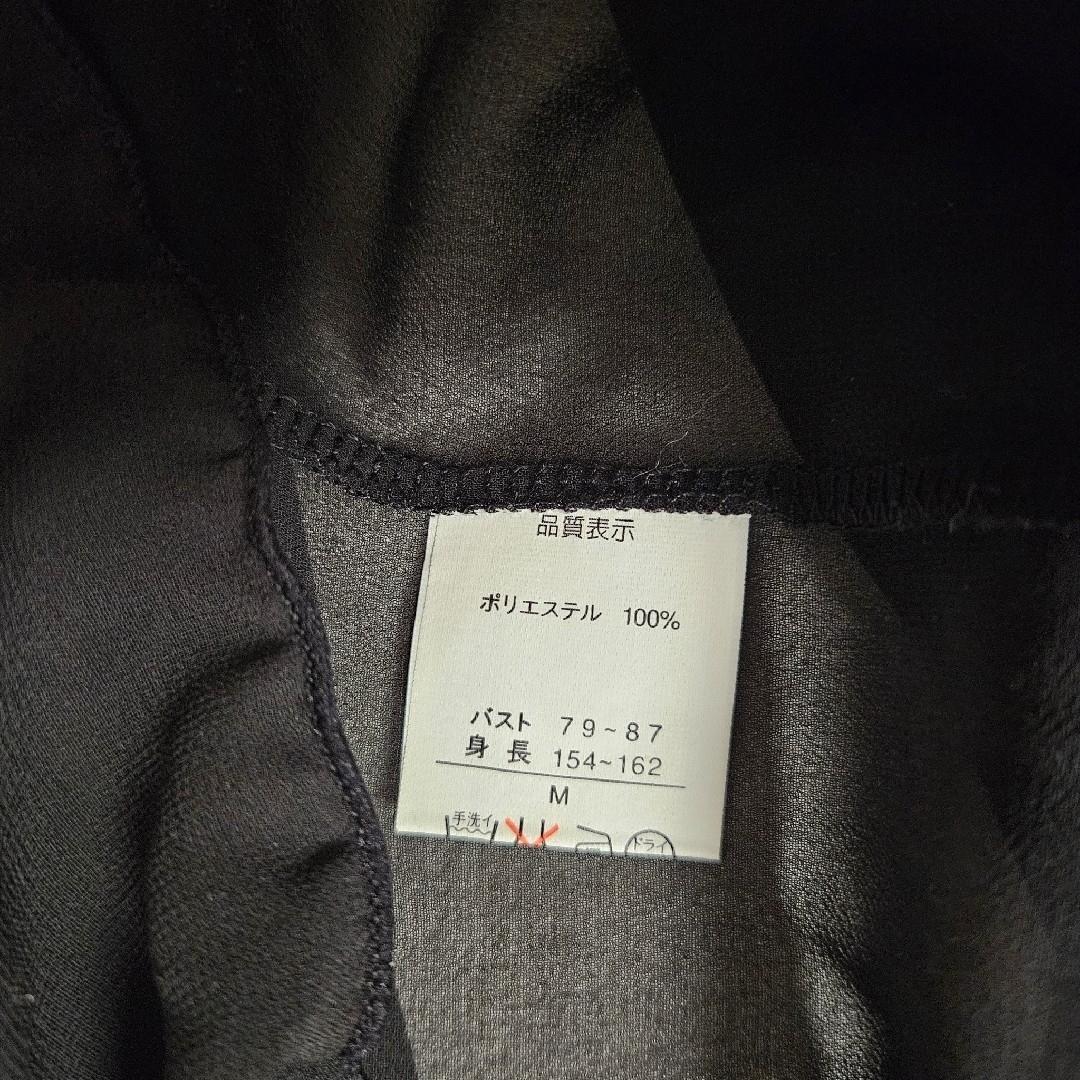 品質表示
ポリエステル 100%
バスト 79~87
身長 154~162
M
手洗イ
ドライ